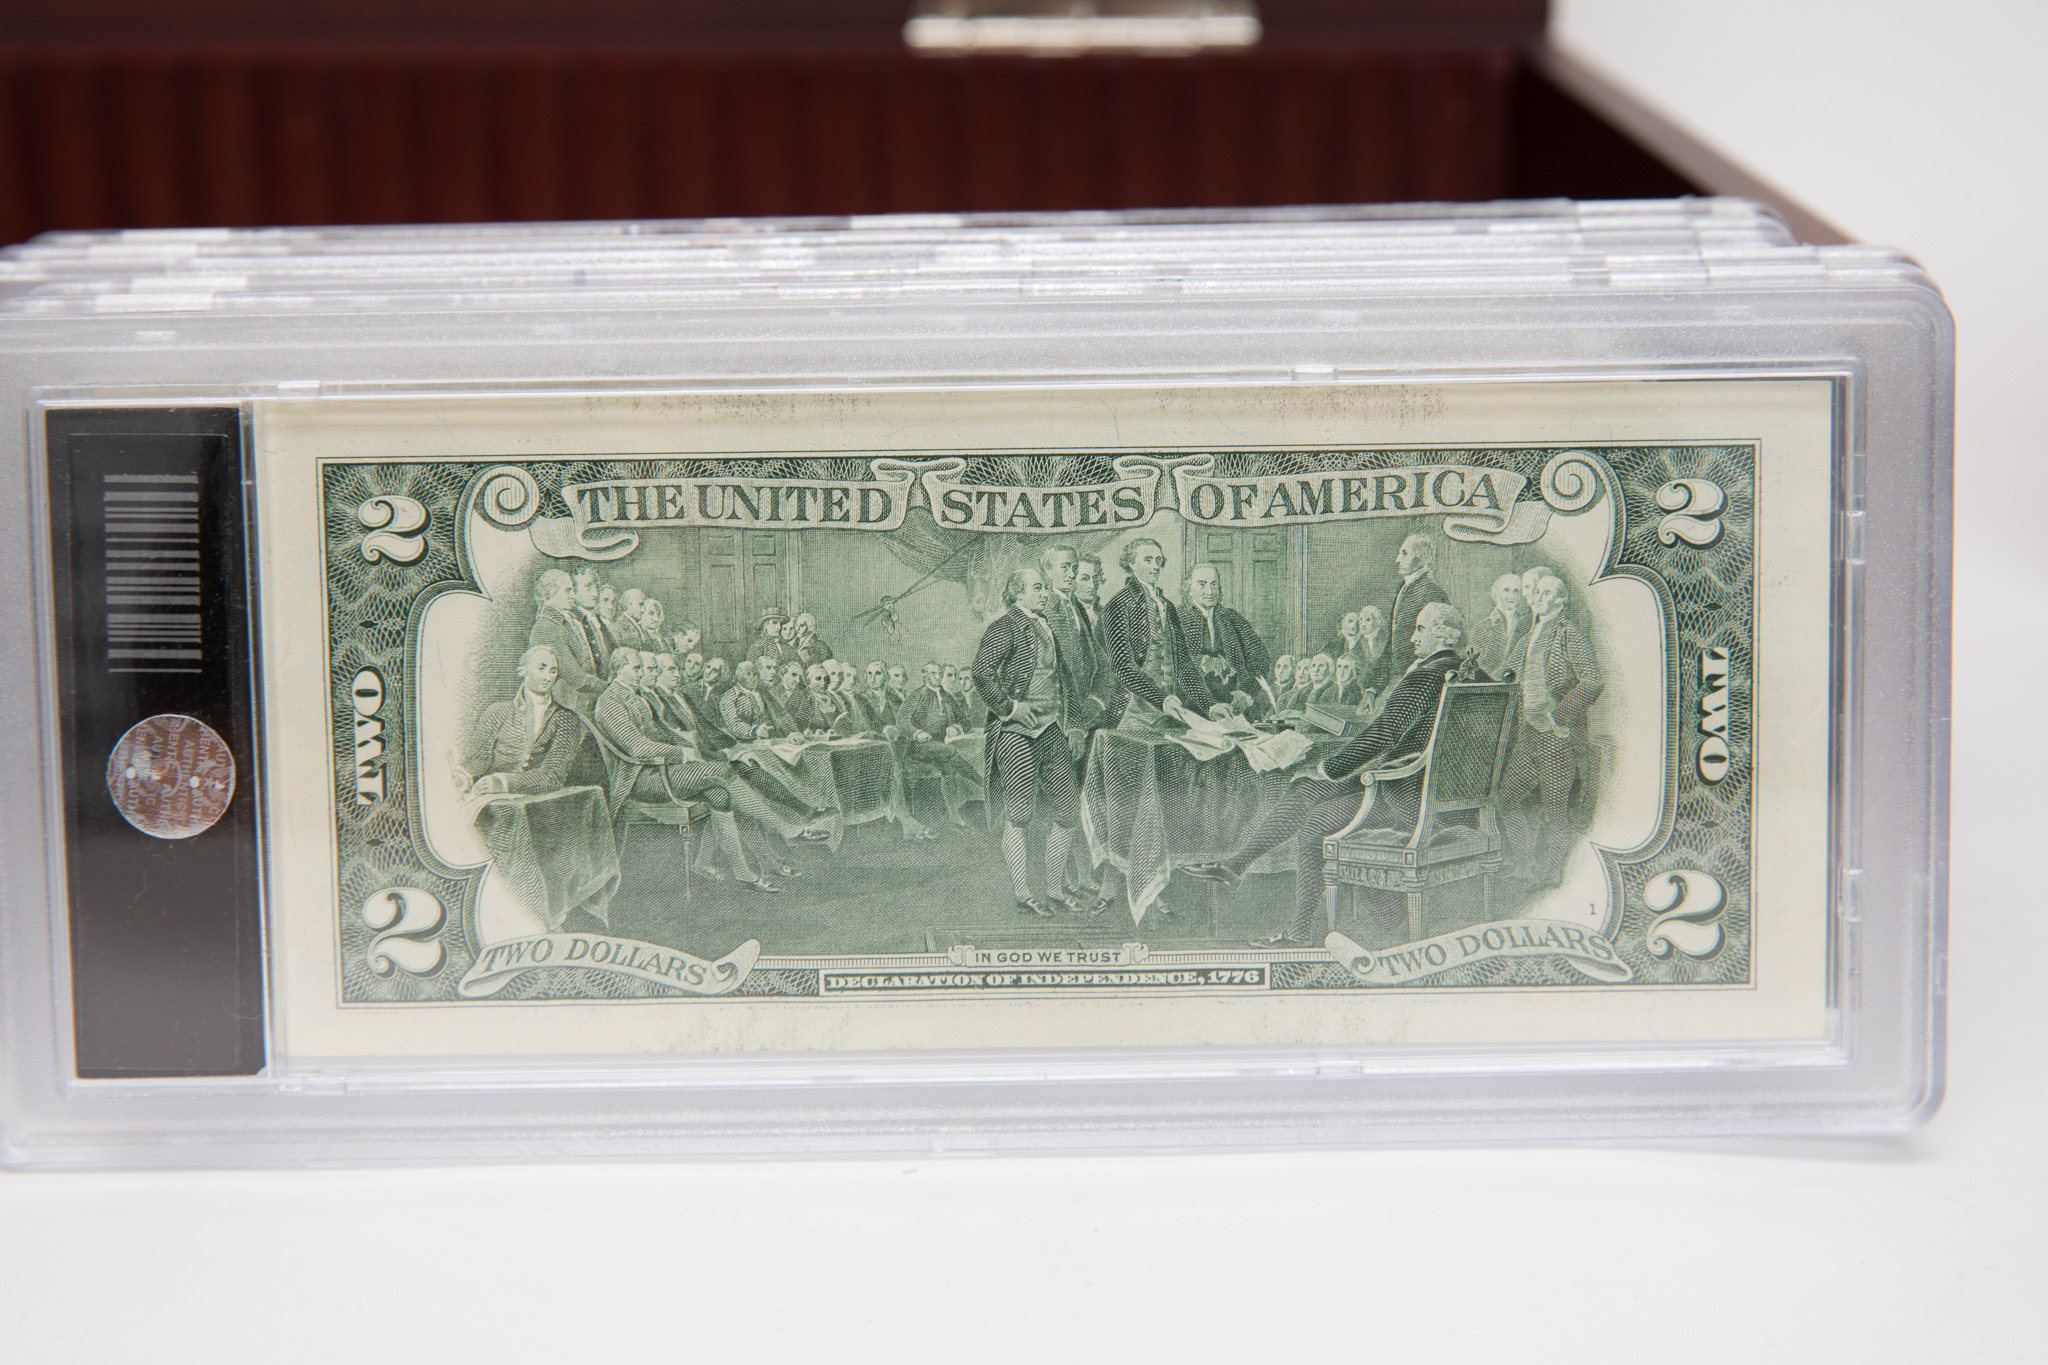 THE UNITED STATES OF AMERICA
2
2
TWO
TWO
1
2
2
TWO DOLLARS
IN GOD WE TRUST
TWO DOLLARS
DECLARATION OF INDEPENDENCE, 1776